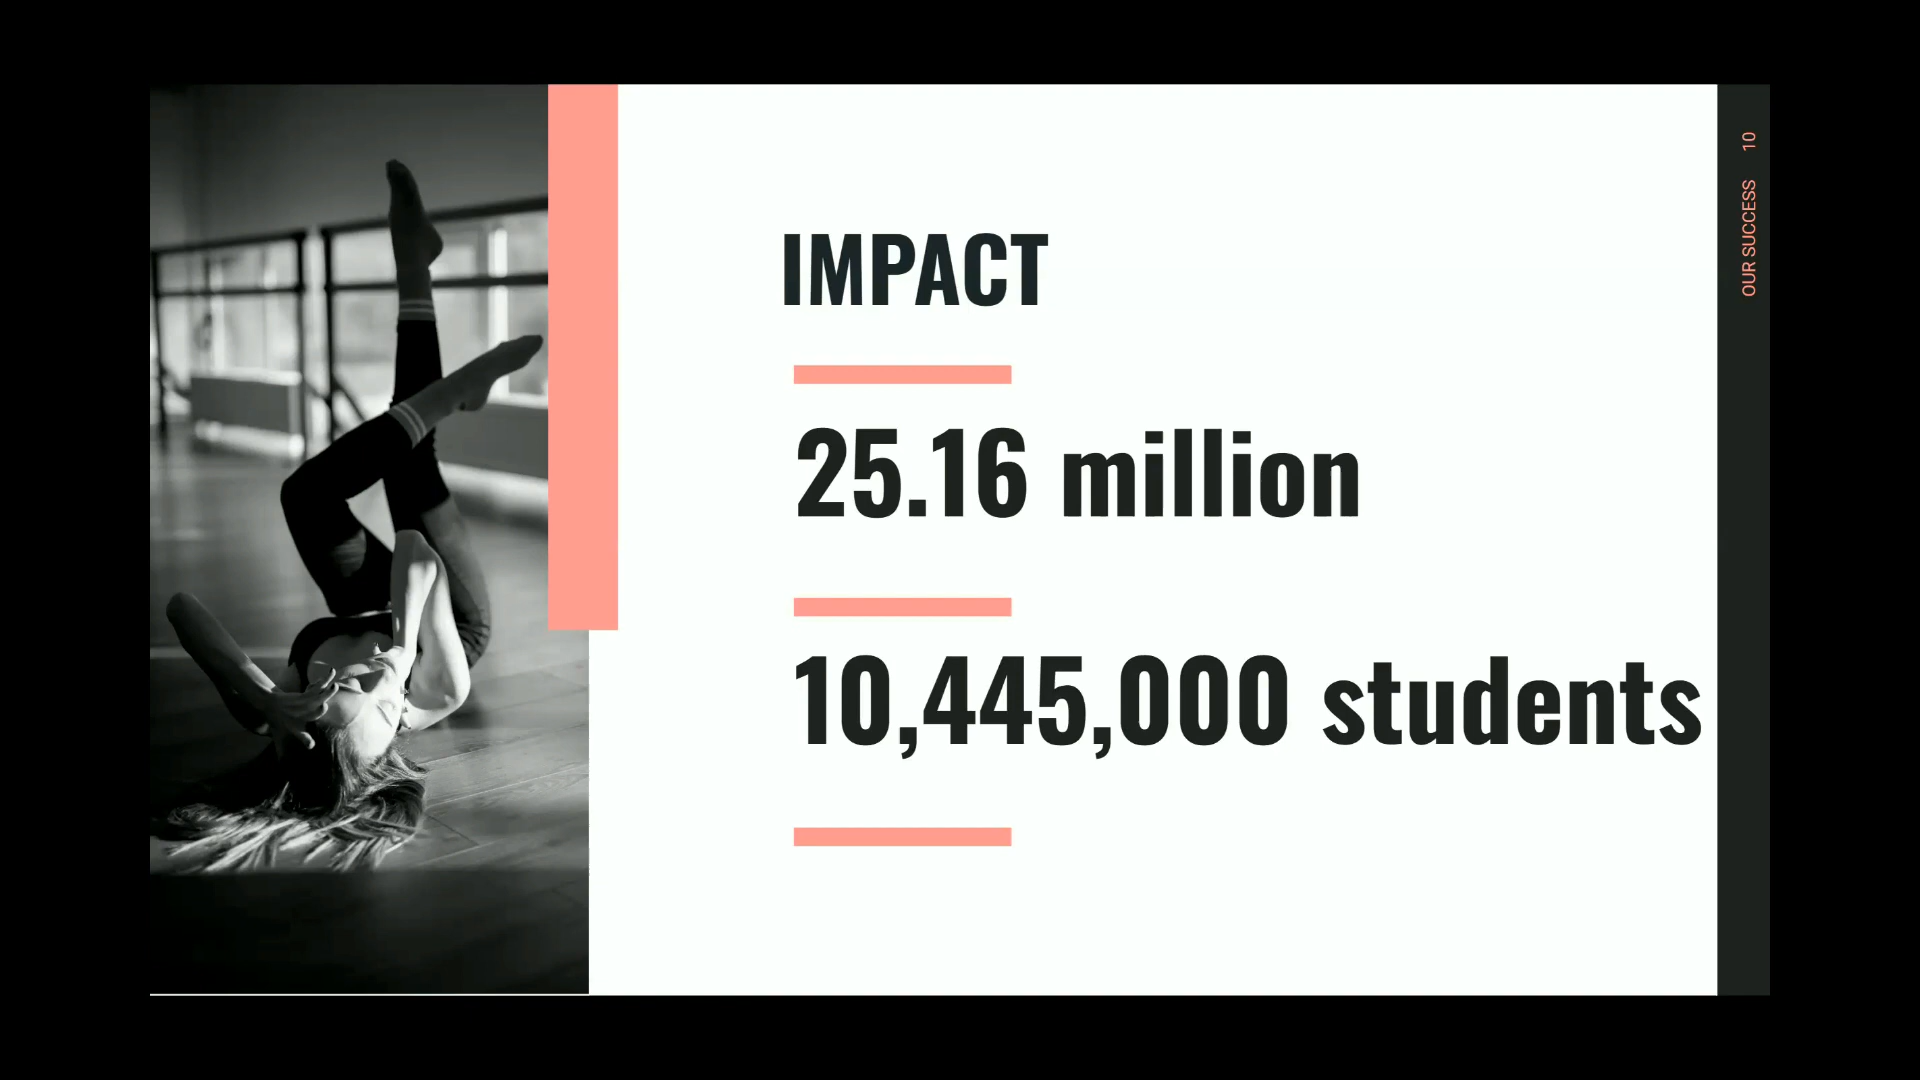 IMPACT
25.16 million
10,445,000 students
OUR SUCCESS 10